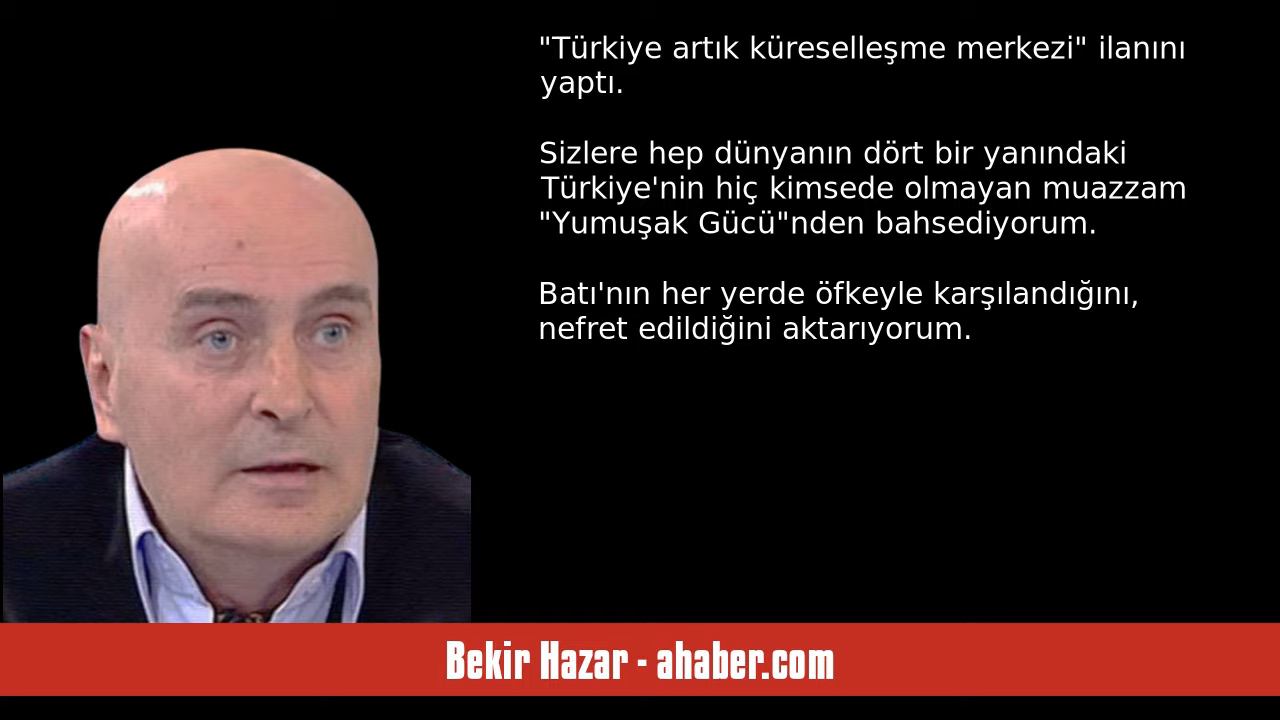 "Türkiye artık küreselleşme merkezi" ilanını
yaptı.
Sizlere hep dünyanın dört bir yanındaki
Türkiye'nin hiç kimsede olmayan muazzam
"Yumuşak Gücü"nden bahsediyorum.
Batı'nın her yerde öfkeyle karşılandığını,
nefret edildiğini aktarıyorum.
Bekir Hazar - ahaber.com